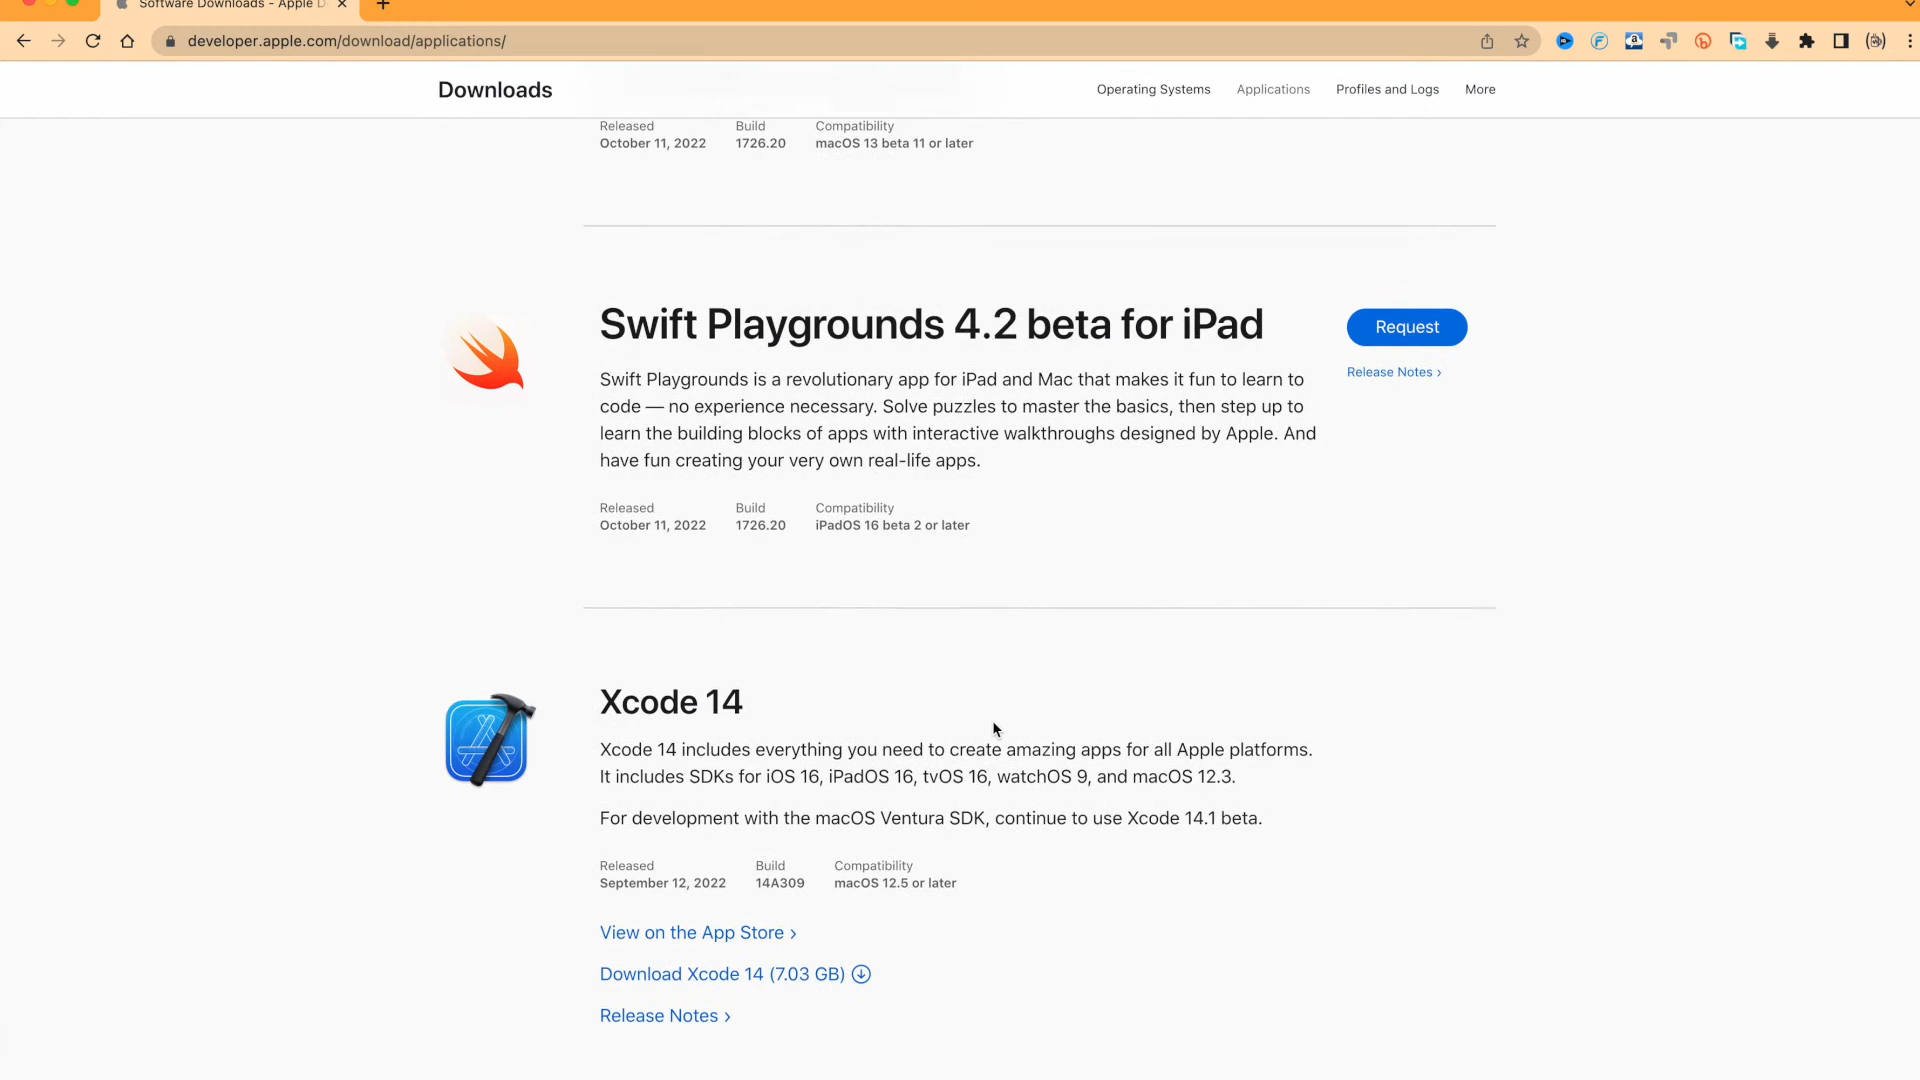 Software Downloads - Apple D
developer.apple.com/download/applications/
Downloads
Operating Systems
Applications
Profiles and Logs
More
Released
Build
Compatibility
October 11, 2022
1726.20
macOS 13 beta 11 or later
Swift Playgrounds 4.2 beta for iPad
Request
Release Notes ›
Swift Playgrounds is a revolutionary app for iPad and Mac that makes it fun to learn to
code — no experience necessary. Solve puzzles to master the basics, then step up to
learn the building blocks of apps with interactive walkthroughs designed by Apple. And
have fun creating your very own real-life apps.
Released
Build
Compatibility
October 11, 2022
1726.20
iPadOS 16 beta 2 or later
Xcode 14
Xcode 14 includes everything you need to create amazing apps for all Apple platforms.
It includes SDKs for iOS 16, iPadOS 16, tvOS 16, watchOS 9, and macOS 12.3.
For development with the macOS Ventura SDK, continue to use Xcode 14.1 beta.
Released
Build
Compatibility
September 12, 2022
14A309
macOS 12.5 or later
View on the App Store ›
Download Xcode 14 (7.03 GB)
Release Notes ›